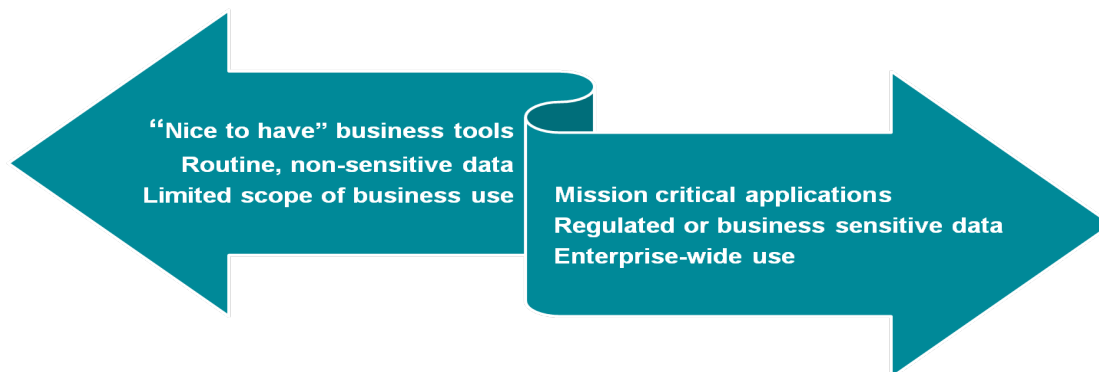 “Nice to have” business tools
Routine, non-sensitive data
Limited scope of business use
Mission critical applications
Regulated or business sensitive data
Enterprise-wide use